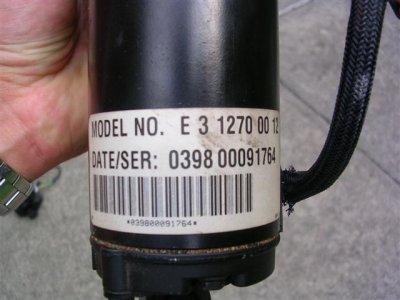 MODEL NO. E 3 1270 00 12
DATE/SER: 0398 00091764
*039800091764*